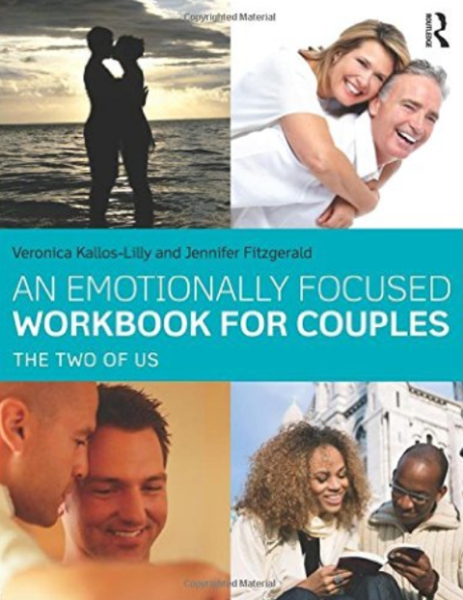 Copyrighted Material
Routledge
Veronica Kallos-Lilly and Jennifer Fitzgerald
AN EMOTIONALLY FOCUSED
WORKBOOK FOR COUPLES
THE TWO OF US
Copyrighted Material